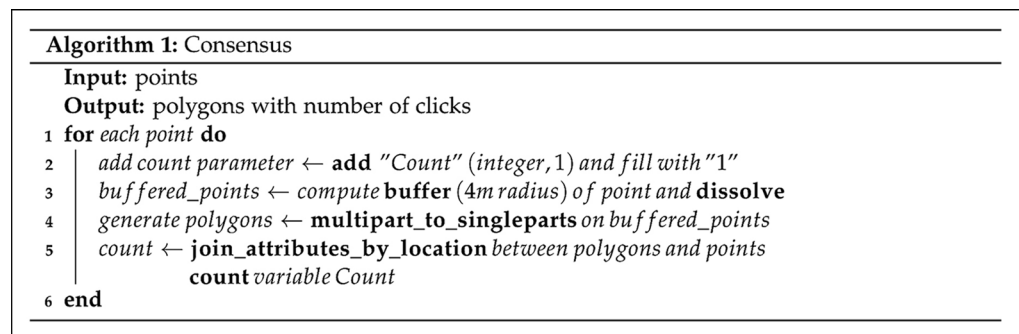 Algorithm 1: Consensus
Input: points
Output: polygons with number of clicks
1 for each point do
2 add count parameter ← add "Count" (integer, 1) and fill with "1"
3 buffered_points ← compute buffer (4m radius) of point and dissolve
4 generate polygons ← multipart_to_singleparts on buffered_points
5 count ← join_attributes_by_location between polygons and points
count variable Count
6 end